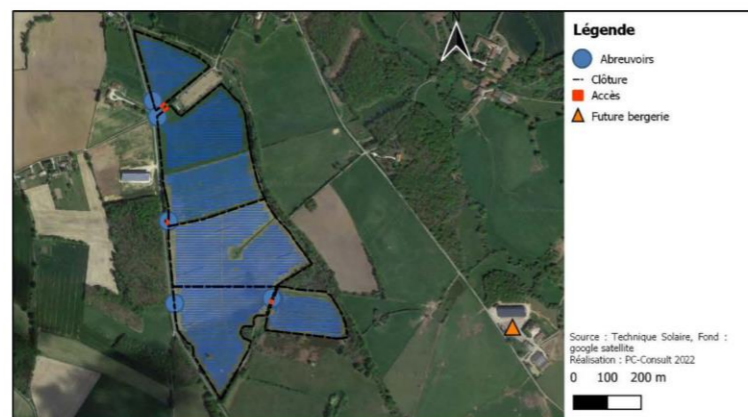 Légende
Abreuvoirs
Clôture
Accès
Future bergerie
Source : Technique Solaire, Fond :
google satellite
Réalisation : PC-Consult 2022
0 100 200 m